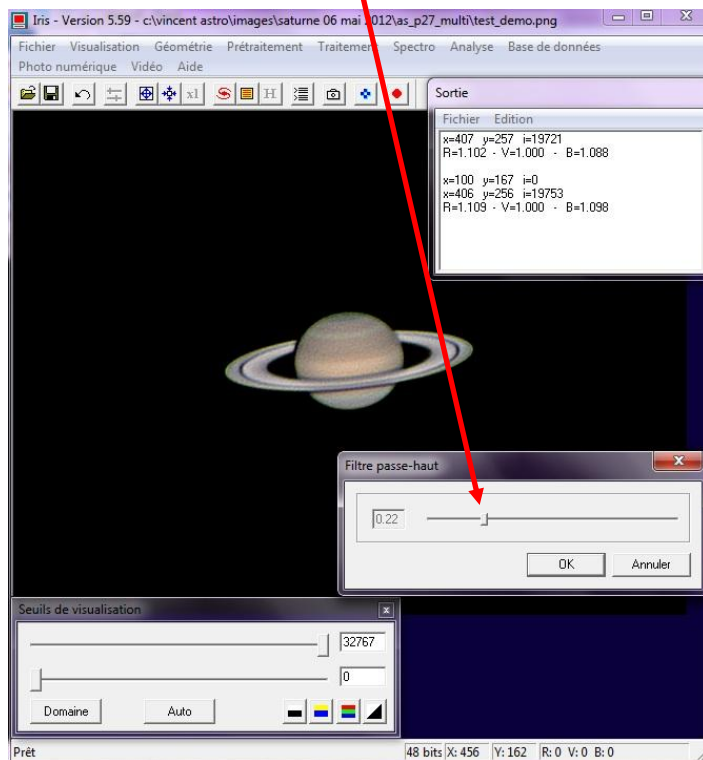 Iris - Version 5.59 - c:\vincent astro\images\saturne 06 mai 2012\as_p27_multi\test_demo.png
Fichier Visualisation Géométrie Prétraitement Traitement Spectro Analyse Base de données
Photo numérique Vidéo Aide
x1 H
Sortie
Fichier Edition
x=407 y=257 i=19721
R=1.102 - V=1.000 - B=1.088
x=100 y=167 i=0
x=406 y=256 i=19753
R=1.109 - V=1.000 - B=1.098
Filtre passe-haut
0.22
OK Annuler
Seuils de visualisation
32767
0
Domaine Auto
Prêt 48 bits X: 456 Y: 162 R: 0 V: 0 B: 0